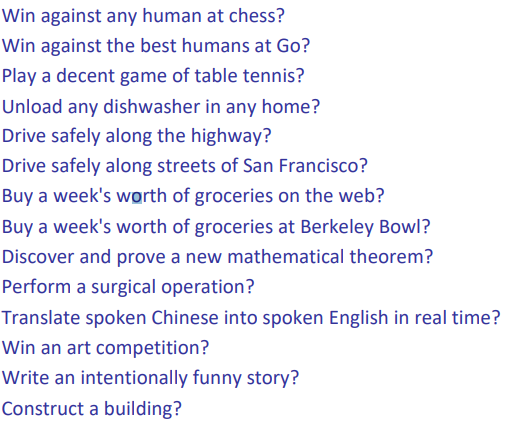 Win against any human at chess?
Win against the best humans at Go?
Play a decent game of table tennis?
Unload any dishwasher in any home?
Drive safely along the highway?
Drive safely along streets of San Francisco?
Buy a week's worth of groceries on the web?
Buy a week's worth of groceries at Berkeley Bowl?
Discover and prove a new mathematical theorem?
Perform a surgical operation?
Translate spoken Chinese into spoken English in real time?
Win an art competition?
Write an intentionally funny story?
Construct a building?